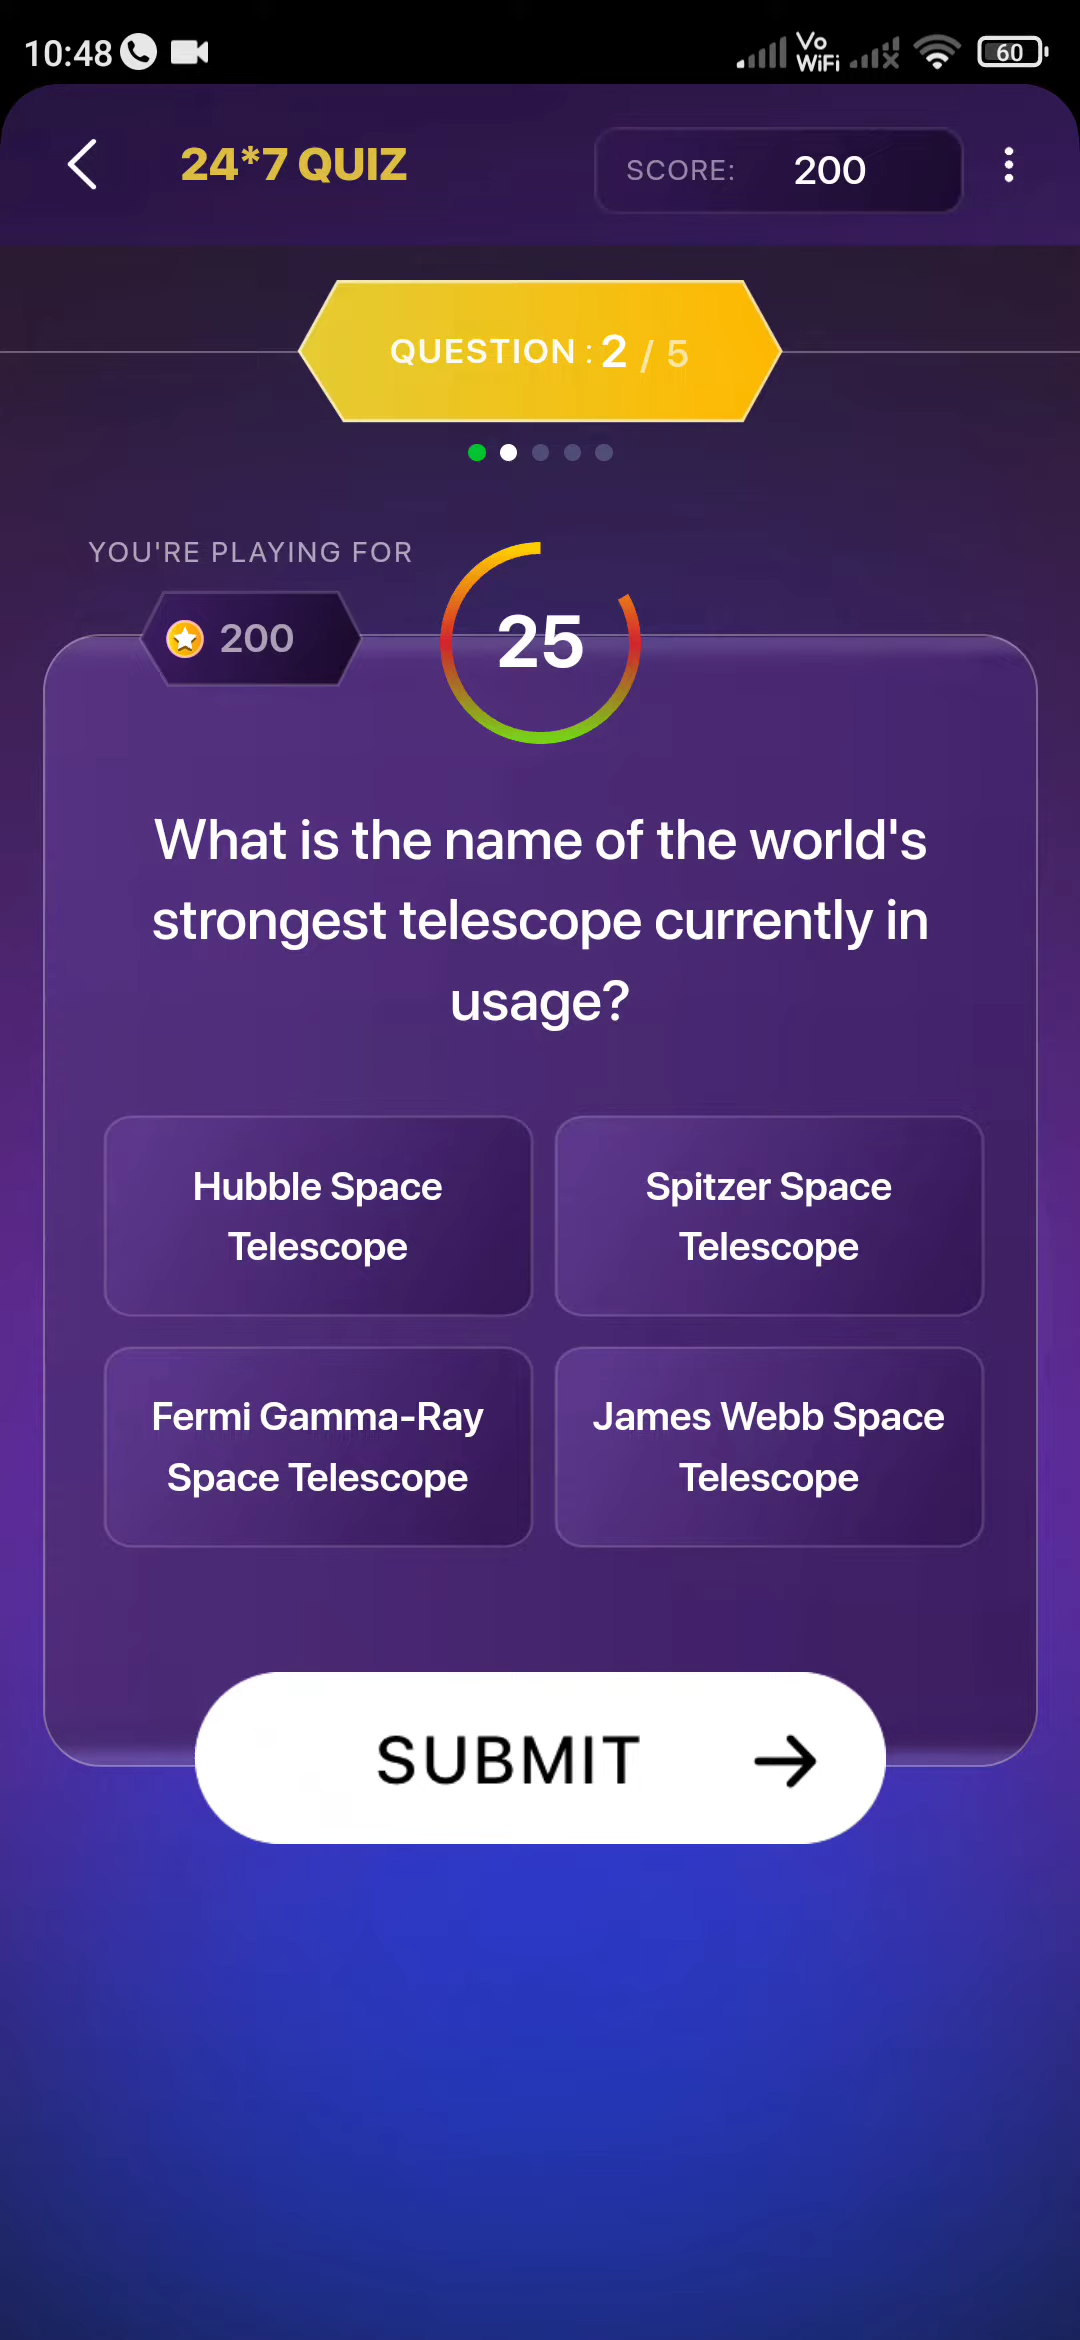 10:48
Vo
WiFi
60
24*7 QUIZ
SCORE: 200
QUESTION : 2 / 5
YOU'RE PLAYING FOR
200
25
What is the name of the world's
strongest telescope currently in
usage?
Hubble Space
Telescope
Spitzer Space
Telescope
Fermi Gamma-Ray
Space Telescope
James Webb Space
Telescope
SUBMIT